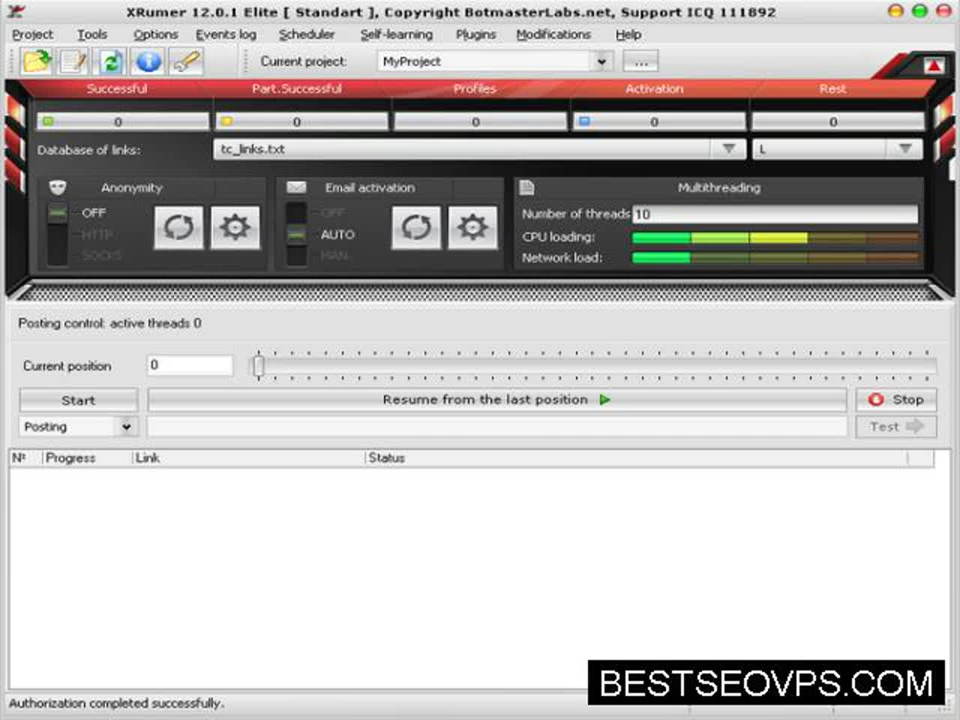 XRumer 12.0.1 Elite [ Standart ], Copyright BotmasterLabs.net, Support ICQ 111892
Project Tools Options Events log Scheduler Self-learning Plugins Modifications Help
Current project: MyProject ...
Successful Part.Successful Profiles Activation Rest
0 0 0 0 0
Database of links: tc_links.txt L
Anonymity Email activation Multithreading
OFF OFF Number of threads 10
HTTP AUTO CPU loading:
SOCKS MAN. Network load:
Posting control: active threads 0
Current position 0
Start Resume from the last position Stop
Posting Test
№ Progress Link Status
Authorization completed successfully.
BESTSEOVPS.COM